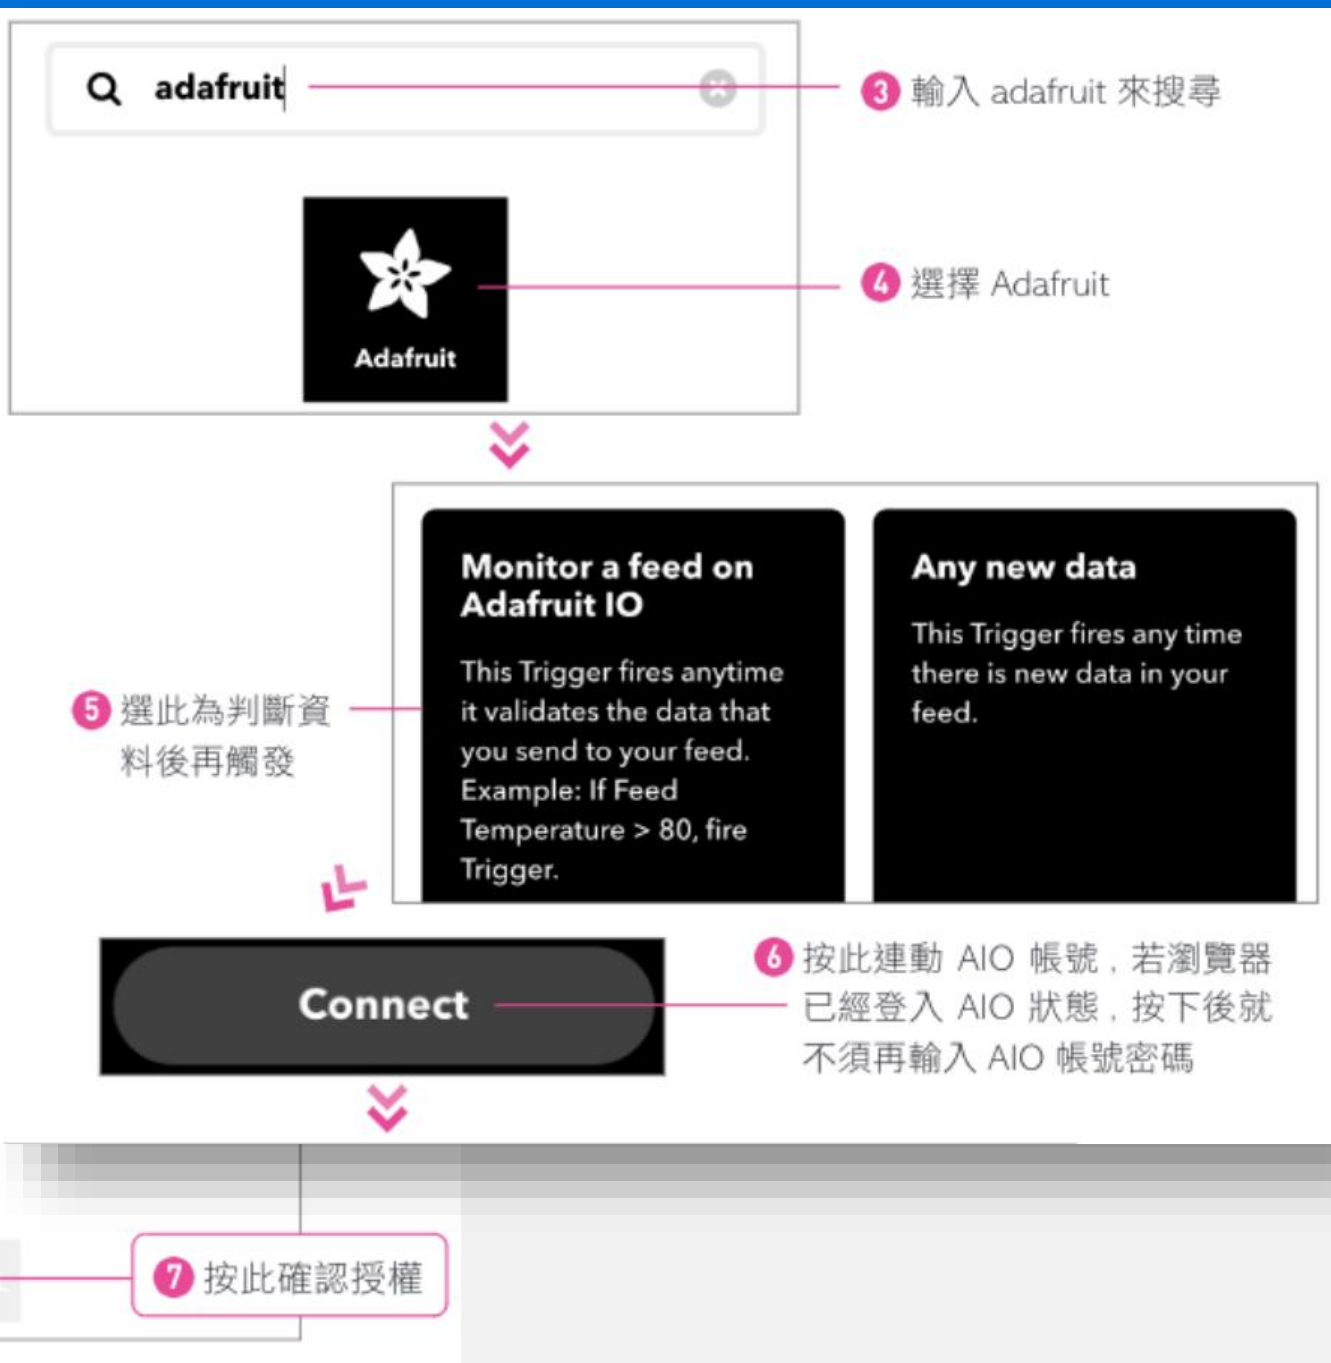 adafruit
3 輸入 adafruit 來搜尋
4 選擇 Adafruit
Adafruit
Monitor a feed on
Adafruit IO
This Trigger fires anytime
it validates the data that
you send to your feed.
Example: If Feed
Temperature > 80, fire
Trigger.
Any new data
This Trigger fires any time
there is new data in your
feed.
5 選此為判斷資
料後再觸發
Connect
6 按此連動 AIO 帳號，若瀏覽器
已經登入 AIO 狀態，按下後就
不須再輸入 AIO 帳號密碼
7 按此確認授權